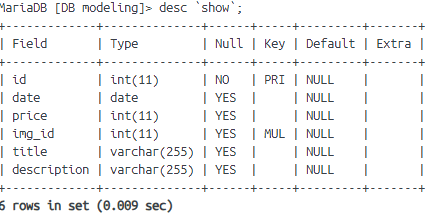 MariaDB [DB modeling]> desc `show`;
+-------------+--------------+------+-----+---------+-------+
| Field       | Type         | Null | Key | Default | Extra |
+-------------+--------------+------+-----+---------+-------+
| id          | int(11)      | NO   | PRI | NULL    |       |
| date        | date         | YES  |     | NULL    |       |
| price       | int(11)      | YES  |     | NULL    |       |
| img_id      | int(11)      | YES  | MUL | NULL    |       |
| title       | varchar(255) | YES  |     | NULL    |       |
| description | varchar(255) | YES  |     | NULL    |       |
+-------------+--------------+------+-----+---------+-------+
6 rows in set (0.009 sec)